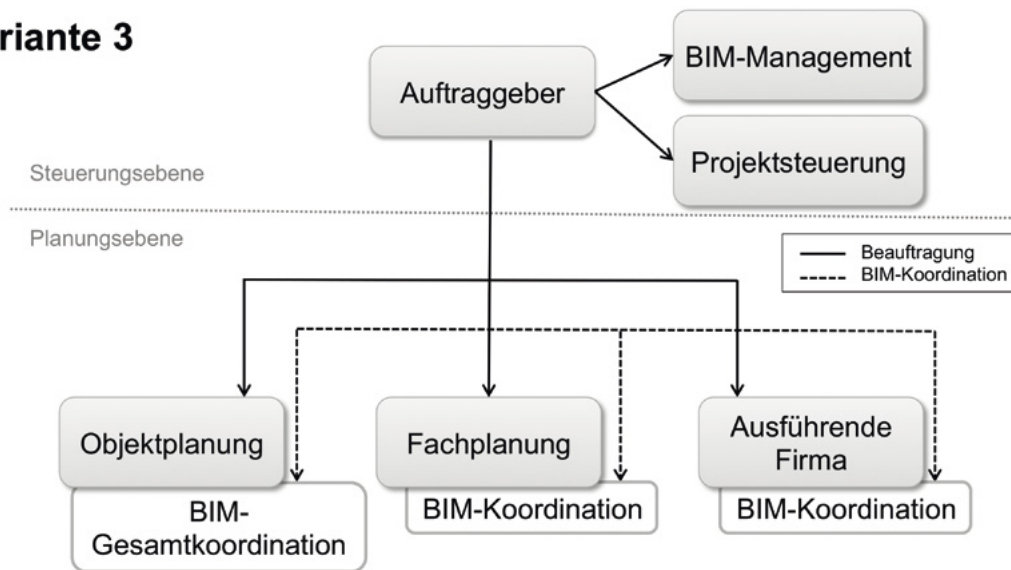 riante 3
Auftraggeber
BIM-Management
Projektsteuerung
Steuerungsebene
Planungsebene
Beauftragung
BIM-Koordination
Objektplanung
BIM-
Gesamtkoordination
Fachplanung
BIM-Koordination
Ausführende
Firma
BIM-Koordination